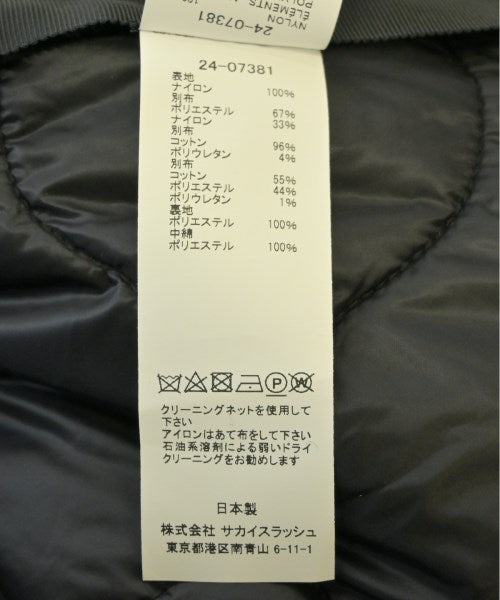 NYLON
ÉLÉMENTS
24-07381
24-07381
表地
ナイロン 100%
別布
ポリエステル 67%
ナイロン 33%
別布
コットン 96%
ポリウレタン 4%
別布
コットン 55%
ポリエステル 44%
ポリウレタン 1%
裏地
ポリエステル 100%
中綿
ポリエステル 100%
P W
クリーニングネットを使用して
下さい
アイロンはあて布をして下さい
石油系溶剤による弱いドライ
クリーニングをお勧めします
日本製
株式会社 サカイスラッシュ
東京都港区南青山 6-11-1